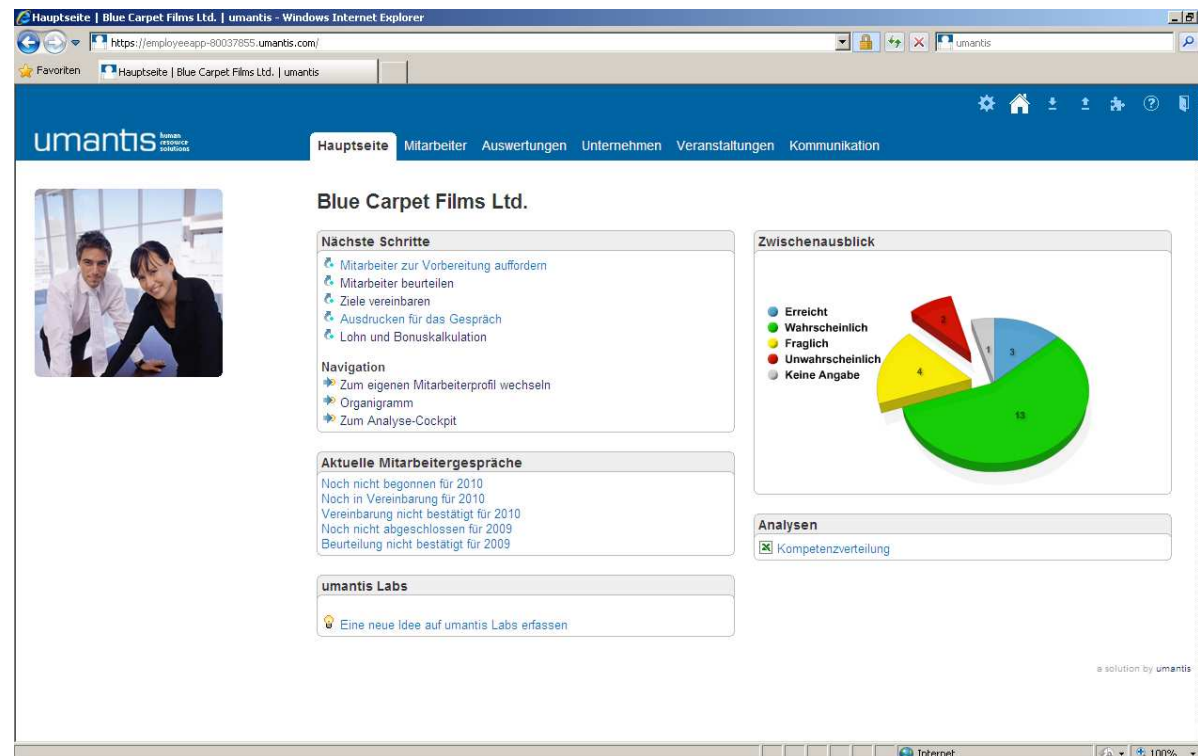 Hauptseite | Blue Carpet Films Ltd. | umantis - Windows Internet Explorer
https://employeeapp-80037855.umantis.com/
umantis
Favoriten
Hauptseite | Blue Carpet Films Ltd. | umantis
umantis human resource solutions
Hauptseite Mitarbeiter Auswertungen Unternehmen Veranstaltungen Kommunikation
Blue Carpet Films Ltd.
Nächste Schritte
Mitarbeiter zur Vorbereitung auffordern
Mitarbeiter beurteilen
Ziele vereinbaren
Ausdrucken für das Gespräch
Lohn und Bonuskalkulation
Navigation
Zum eigenen Mitarbeiterprofil wechseln
Organigramm
Zum Analyse-Cockpit
Aktuelle Mitarbeitergespräche
Noch nicht begonnen für 2010
Noch in Vereinbarung für 2010
Vereinbarung nicht bestätigt für 2010
Noch nicht abgeschlossen für 2009
Beurteilung nicht bestätigt für 2009
umantis Labs
Eine neue Idee auf umantis Labs erfassen
Zwischenausblick
Erreicht
Wahrscheinlich
Fraglich
Unwahrscheinlich
Keine Angabe
2
1
3
4
13
Analysen
Kompetenzverteilung
a solution by umantis
Internet
100%